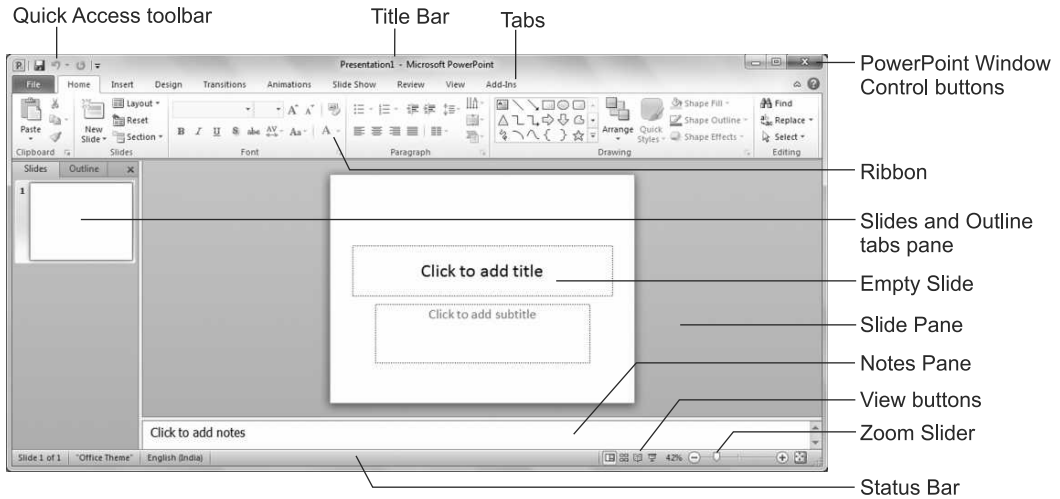 Quick Access toolbar
Title Bar
Tabs
Presentation1 - Microsoft PowerPoint
PowerPoint Window
Control buttons
File Home Insert Design Transitions Animations Slide Show Review View Add-Ins
Paste
New
Slide
Layout
Reset
Section
B I U S abc AV Aa A
A A
Arrange
Quick
Styles
Shape Fill
Shape Outline
Shape Effects
Find
Replace
Select
Clipboard Slides Font Paragraph Drawing Editing
Slides Outline
1
Ribbon
Slides and Outline
tabs pane
Click to add title
Empty Slide
Click to add subtitle
Slide Pane
Notes Pane
View buttons
Click to add notes
Zoom Slider
Slide 1 of 1 "Office Theme" English (India) 42%
Status Bar